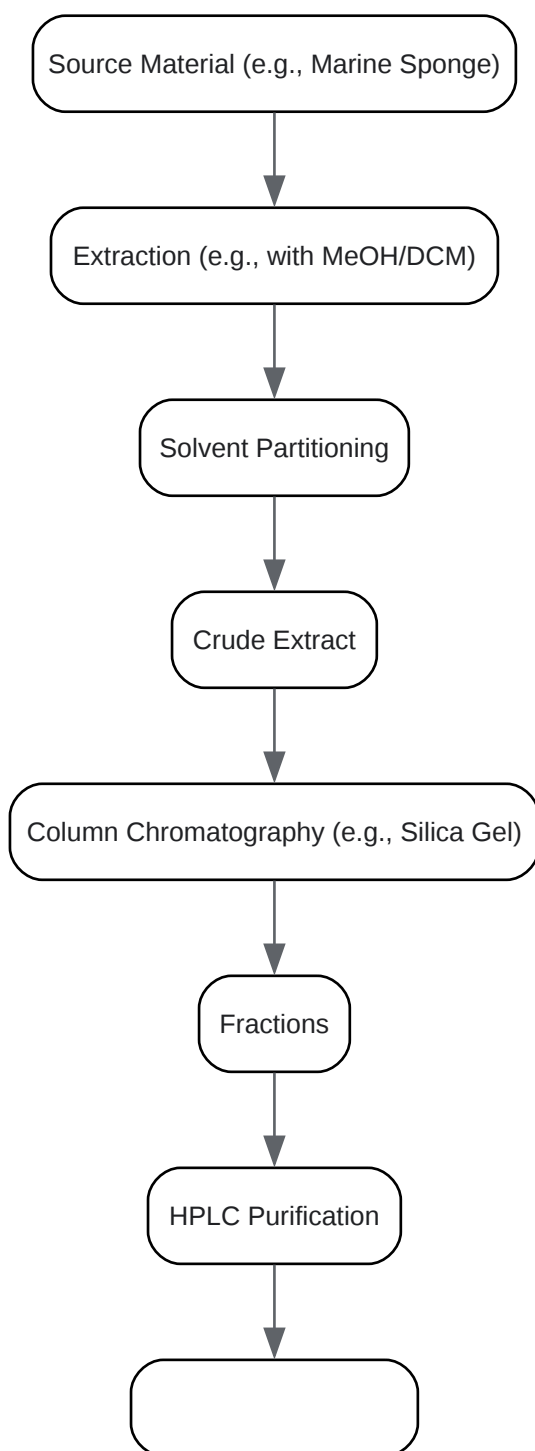 Source Material (e.g., Marine Sponge)
Extraction (e.g., with MeOH/DCM)
Solvent Partitioning
Crude Extract
Column Chromatography (e.g., Silica Gel)
Fractions
HPLC Purification